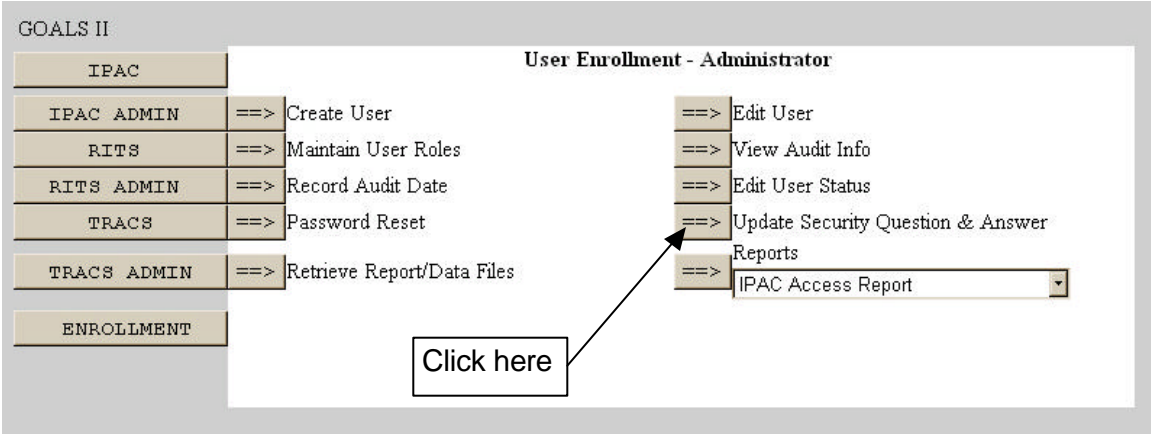 GOALS II
User Enrollment - Administrator
IPAC
IPAC ADMIN ==> Create User ==> Edit User
RITS ==> Maintain User Roles ==> View Audit Info
RITS ADMIN ==> Record Audit Date ==> Edit User Status
TRACS ==> Password Reset ==> Update Security Question & Answer
Reports
TRACS ADMIN ==> Retrieve Report/Data Files ==> IPAC Access Report
ENROLLMENT
Click here